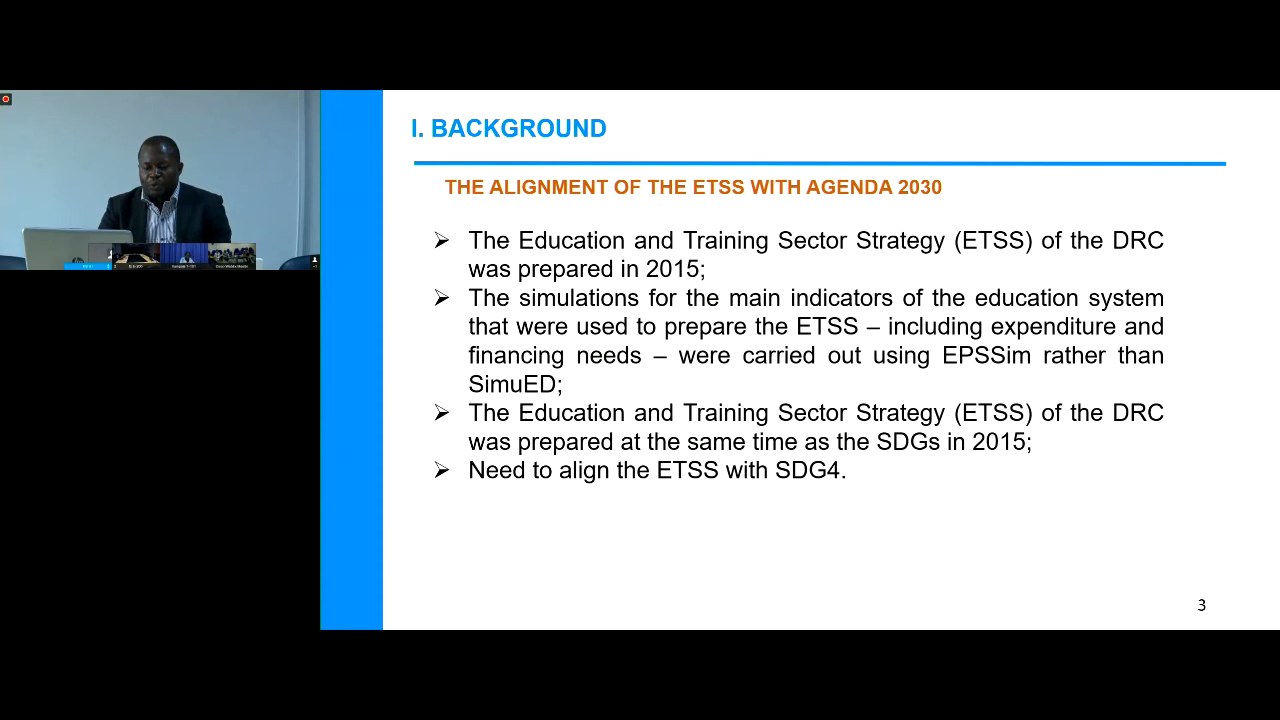 I. BACKGROUND
THE ALIGNMENT OF THE ETSS WITH AGENDA 2030
The Education and Training Sector Strategy (ETSS) of the DRC
was prepared in 2015;
The simulations for the main indicators of the education system
that were used to prepare the ETSS – including expenditure and
financing needs – were carried out using EPSSim rather than
SimuED;
The Education and Training Sector Strategy (ETSS) of the DRC
was prepared at the same time as the SDGs in 2015;
Need to align the ETSS with SDG4.
3